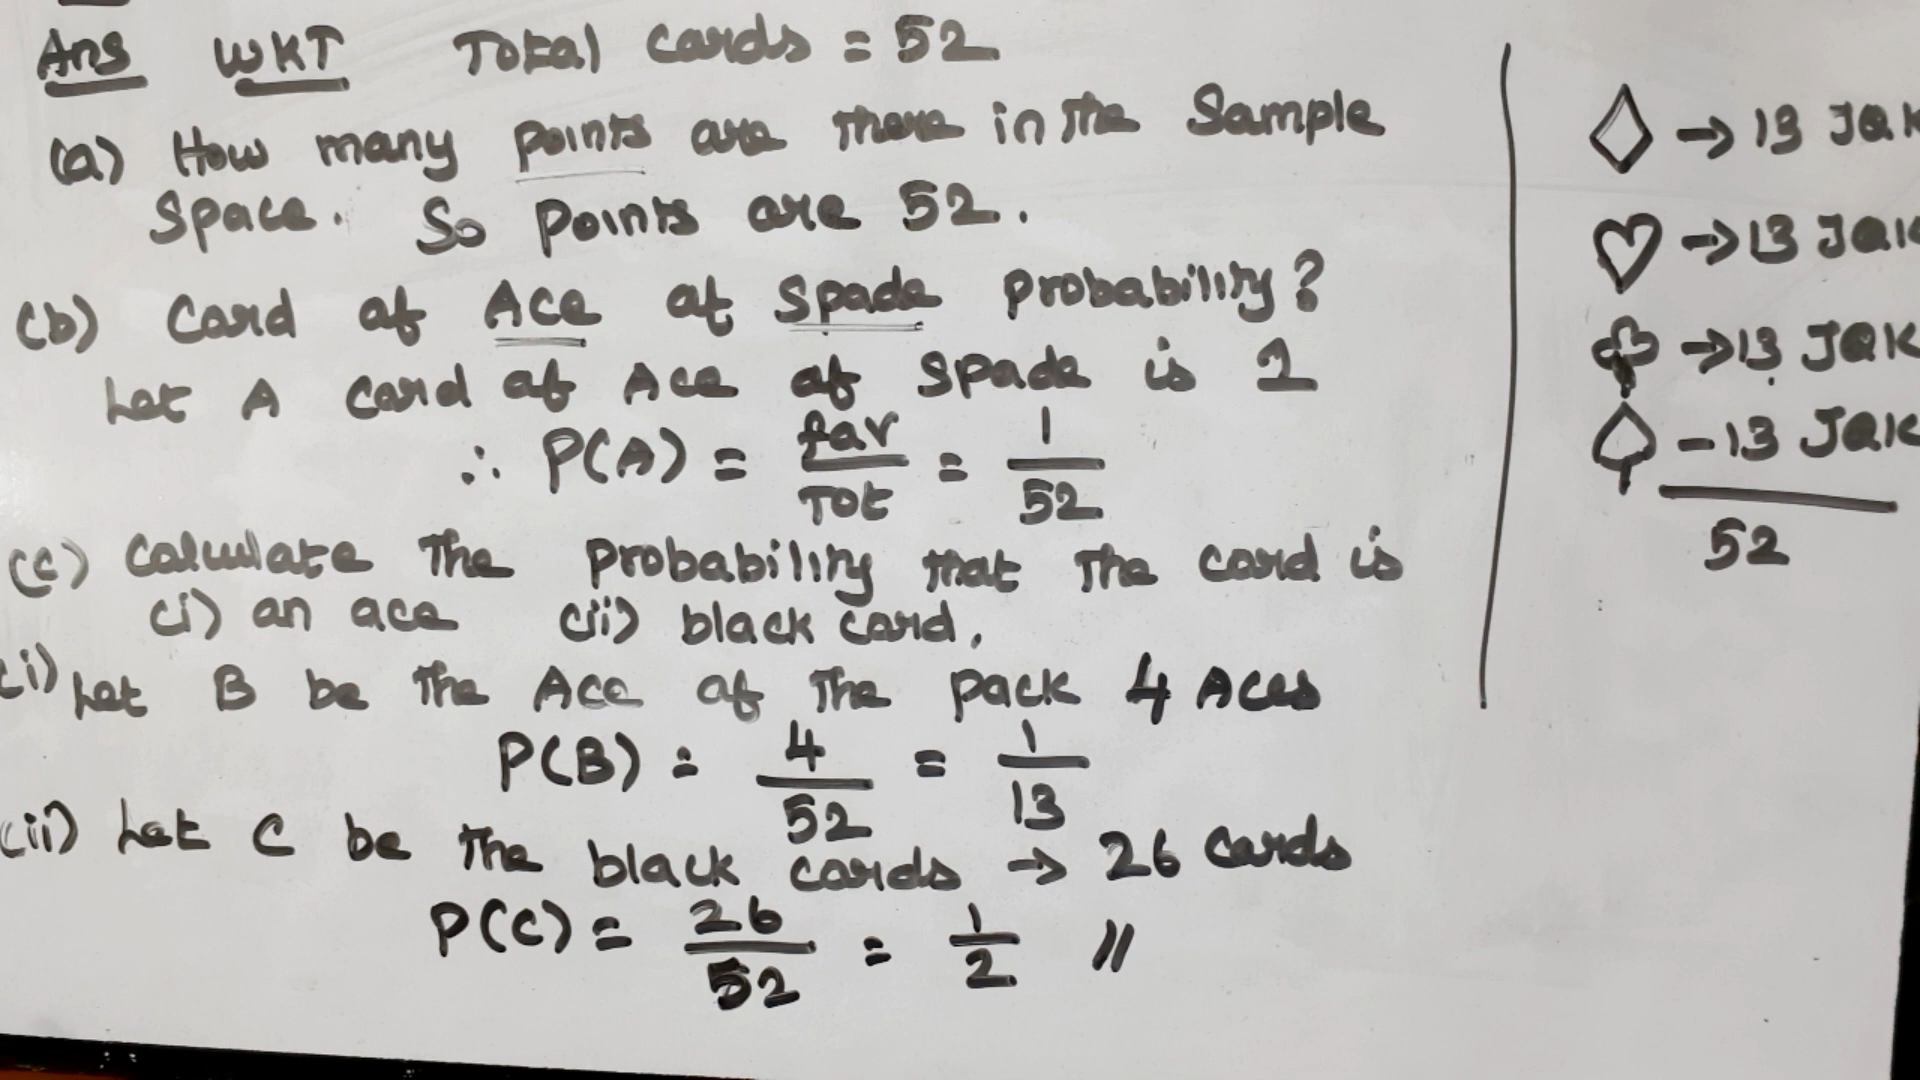 Ans WKT Total cards = 52
(a) How many points are there in the Sample
Space. So points are 52.
(b) Card of Ace of Spade probability?
Let A card of Ace of Spade is 1
∴ P(A) = fav/Tot = 1/52
(c) Calculate the probability that the card is
(i) an ace (ii) black card.
(i) Let B be the Ace of the pack 4 Aces
P(B) = 4/52 = 1/13
(ii) Let C be the black cards → 26 cards
P(C) = 26/52 = 1/2 //
♢ → 13 JQK
♡ → 13 JQK
♧ → 13 JQK
♤ - 13 JQK
52